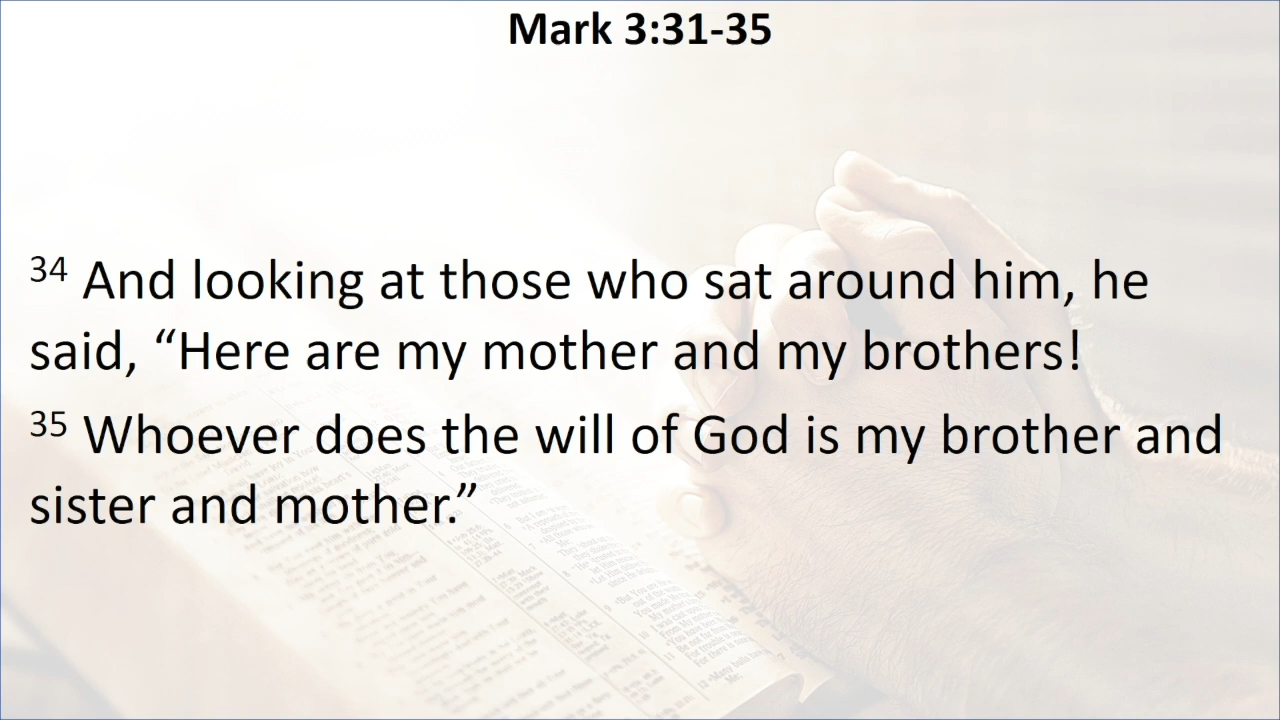 Mark 3:31-35
34 And looking at those who sat around him, he
said, “Here are my mother and my brothers!
35 Whoever does the will of God is my brother and
sister and mother.”